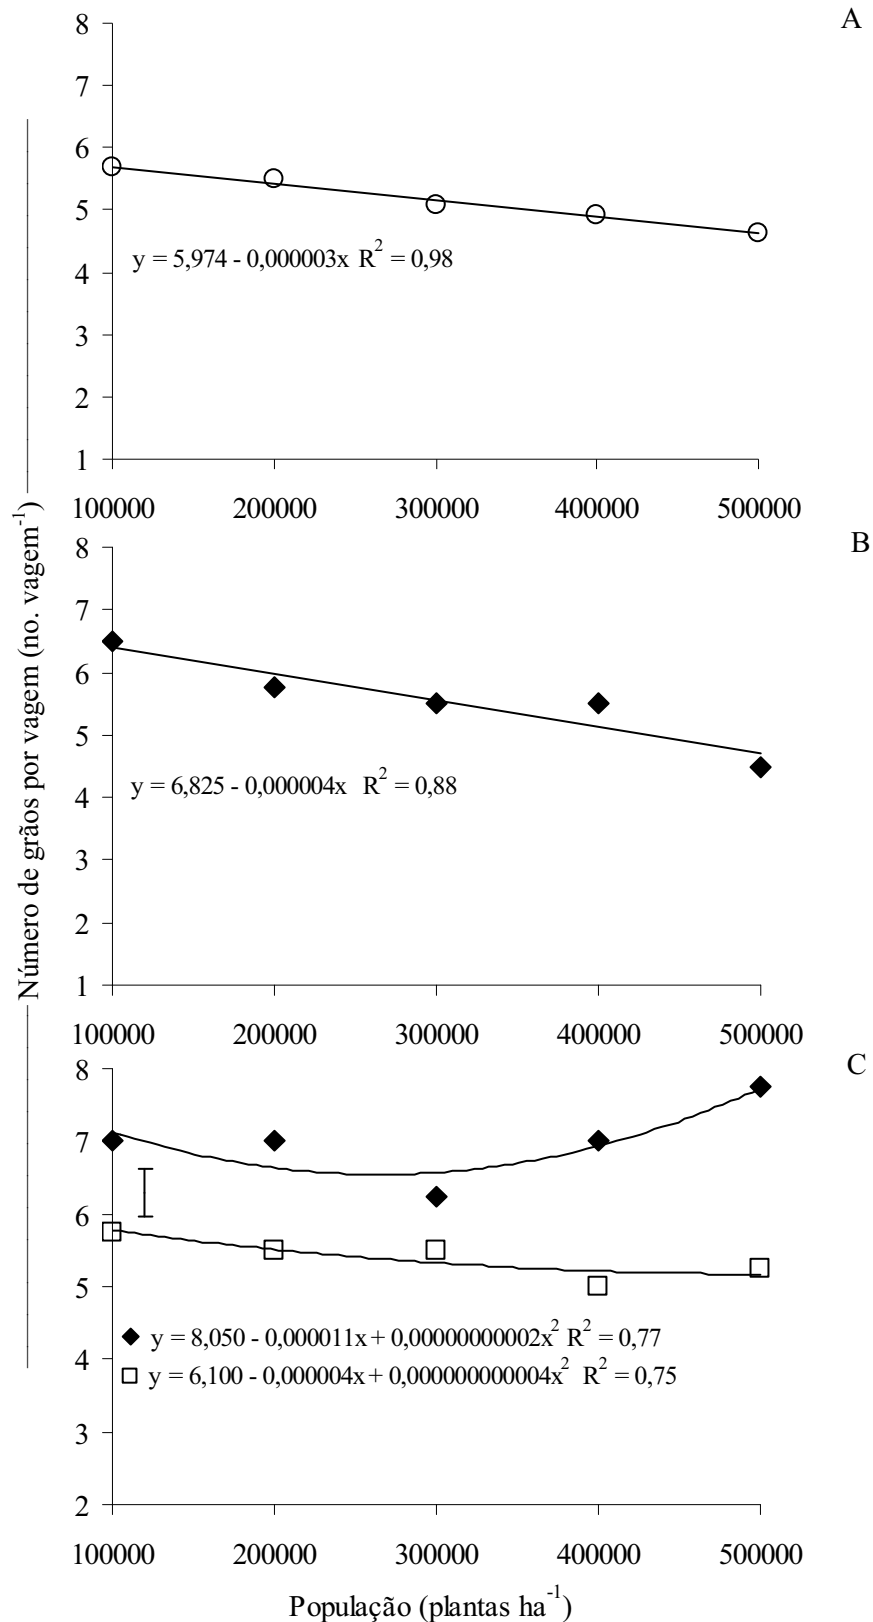 A
8
7
6
5
4
3
2
1
y = 5,974 - 0,000003x R² = 0,98
100000 200000 300000 400000 500000
B
8
7
6
5
4
3
2
1
y = 6,825 - 0,000004x R² = 0,88
100000 200000 300000 400000 500000
C
8
7
6
5
4
3
2
y = 8,050 - 0,000011x + 0,00000000002x² R² = 0,77
y = 6,100 - 0,000004x + 0,000000000004x² R² = 0,75
100000 200000 300000 400000 500000
População (plantas ha⁻¹)
Número de grãos por vagem (no. vagem⁻¹)